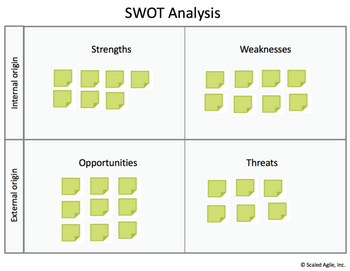 SWOT Analysis
Internal origin
Strengths
Weaknesses
External origin
Opportunities
Threats
© Scaled Agile, Inc.